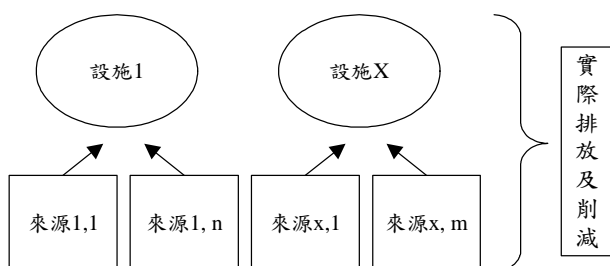 設施1
設施X
來源1,1
來源1, n
來源x,1
來源x, m
實際排放及削減